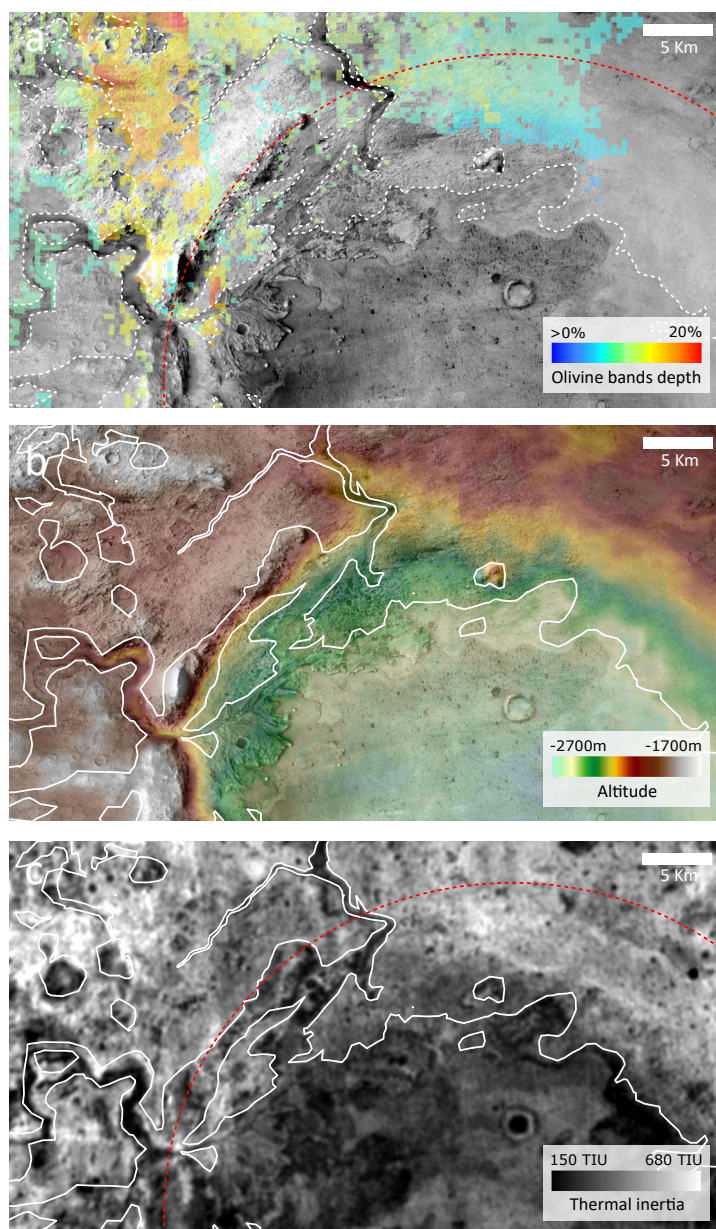 a
5 Km
>0% 20%
Olivine bands depth
b
5 Km
-2700m -1700m
Altitude
c
5 Km
150 TIU 680 TIU
Thermal inertia